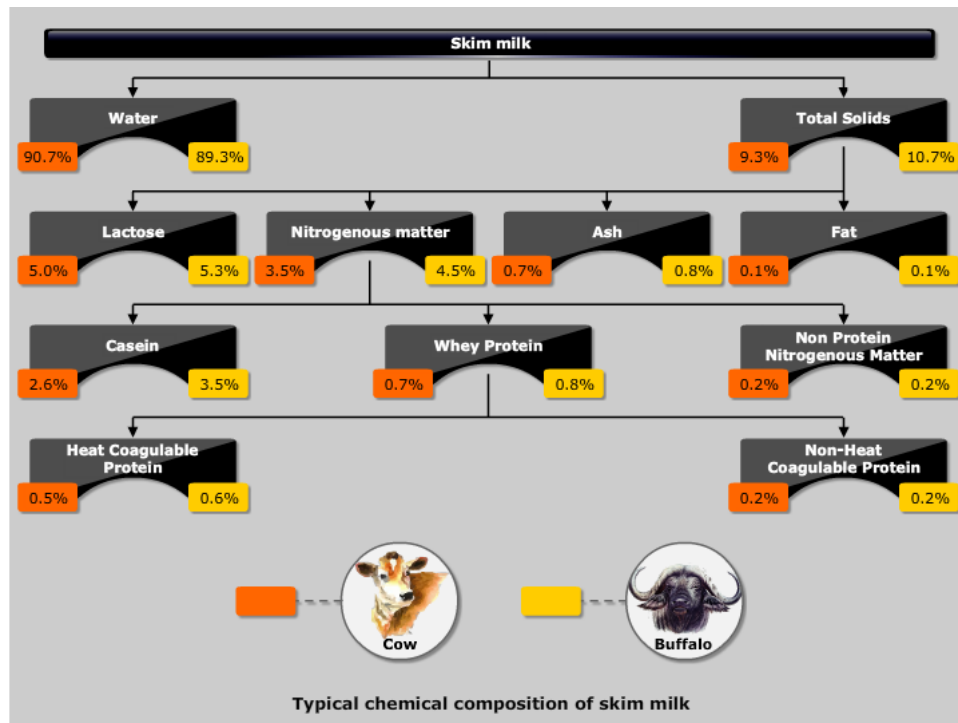 Skim milk
Water
Total Solids
90.7%
89.3%
9.3%
10.7%
Lactose
Nitrogenous matter
Ash
Fat
5.0%
5.3%
3.5%
4.5%
0.7%
0.8%
0.1%
0.1%
Casein
Whey Protein
Non Protein
Nitrogenous Matter
2.6%
3.5%
0.7%
0.8%
0.2%
0.2%
Heat Coagulable
Protein
Non-Heat
Coagulable Protein
0.5%
0.6%
0.2%
0.2%
Cow
Buffalo
Typical chemical composition of skim milk